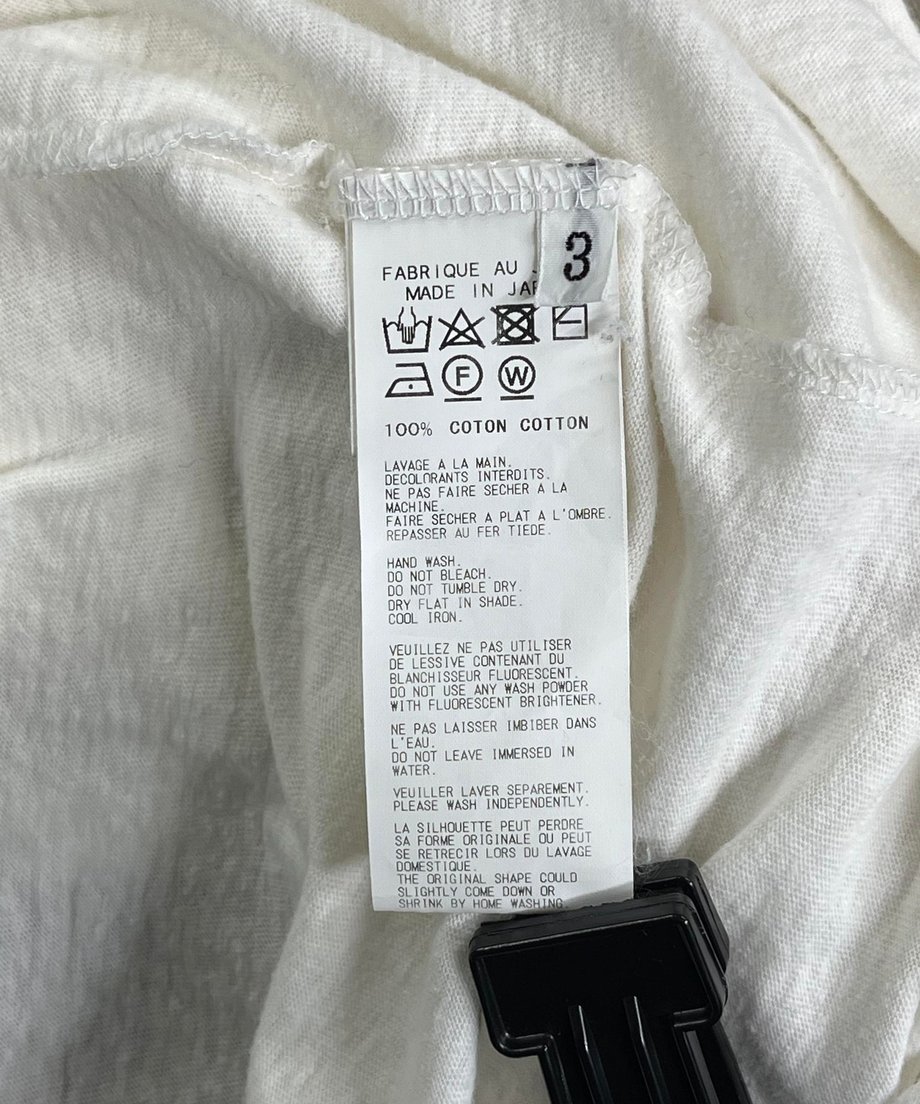 3
FABRIQUE AU
MADE IN
F W
100% COTON COTTON
LAVAGE A LA MAIN.
DECOLORANTS INTERDITS.
NE PAS FAIRE SECHER A LA
MACHINE.
FAIRE SECHER A PLAT A L'OMBRE.
REPASSER AU FER TIEDE.
HAND WASH.
DO NOT BLEACH.
DO NOT TUMBLE DRY.
DRY FLAT IN SHADE.
COOL IRON.
VEUILLEZ NE PAS UTILISER
DE LESSIVE CONTENANT DU
BLANCHISSEUR FLUORESCENT.
DO NOT USE ANY WASH POWDER
WITH FLUORESCENT BRIGHTENER.
NE PAS LAISSER IMBIBER DANS
L'EAU.
DO NOT LEAVE IMMERSED IN
WATER.
VEUILLER LAVER SEPAREMENT.
PLEASE WASH INDEPENDENTLY.
LA SILHOUETTE PEUT PERDRE
SA FORME ORIGINALE OU PEUT
SE RETRECIR LORS DU LAVAGE
DOMESTIQUE.
THE ORIGINAL SHAPE COULD
SLIGHTLY COME DOWN OR
SHRINK BY HOME WASHING.